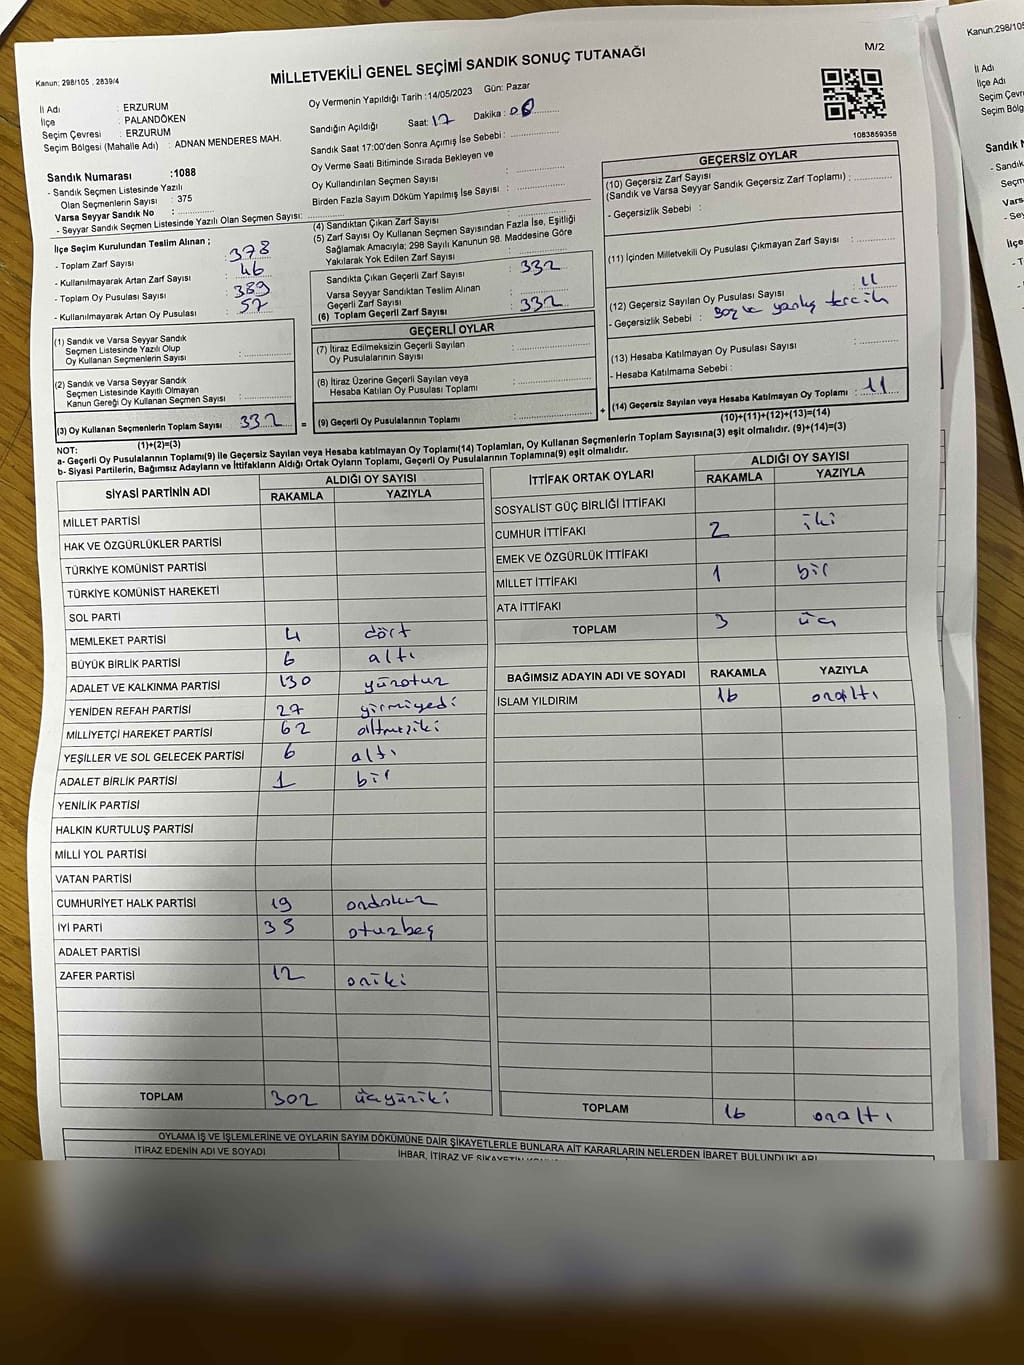 M/2
Kanun: 298/105 , 2839/4
MİLLETVEKİLİ GENEL SEÇİMİ SANDIK SONUÇ TUTANAĞI
İl Adı : ERZURUM
İlçe : PALANDÖKEN
Seçim Çevresi : ERZURUM
Seçim Bölgesi (Mahalle Adı) : ADNAN MENDERES MAH.
Sandık Numarası :1088
- Sandık Seçmen Listesinde Yazılı
Olan Seçmenlerin Sayısı : 375
Varsa Seyyar Sandık No :
- Seyyar Sandık Seçmen Listesinde Yazılı Olan Seçmen Sayısı:
Oy Vermenin Yapıldığı Tarih :14/05/2023 Gün: Pazar
Sandığın Açıldığı Saat: 17 Dakika : 00
Sandık Saat 17:00'den Sonra Açımış İse Sebebi :
Oy Verme Saati Bitiminde Sırada Bekleyen ve
Oy Kullandırılan Seçmen Sayısı :
Birden Fazla Sayım Döküm Yapılmış İse Sayısı :
1083859358
İlçe Seçim Kurulundan Teslim Alınan ;
- Toplam Zarf Sayısı : 378
- Kullanılmayarak Artan Zarf Sayısı : 46
- Toplam Oy Pusulası Sayısı : 389
- Kullanılmayarak Artan Oy Pusulası : 57
(4) Sandıktan Çıkan Zarf Sayısı :
(5) Zarf Sayısı Oy Kullanan Seçmen Sayısından Fazla İse, Eşitliği
Sağlamak Amacıyla; 298 Sayılı Kanunun 98. Maddesine Göre
Yakılarak Yok Edilen Zarf Sayısı :
Sandıkta Çıkan Geçerli Zarf Sayısı : 332
Varsa Seyyar Sandıktan Teslim Alınan
Geçerli Zarf Sayısı :
(6) Toplam Geçerli Zarf Sayısı : 332
GEÇERSİZ OYLAR
(10) Geçersiz Zarf Sayısı
(Sandık ve Varsa Seyyar Sandık Geçersiz Zarf Toplamı) :
- Geçersizlik Sebebi :
(11) İçinden Milletvekili Oy Pusulası Çıkmayan Zarf Sayısı :
(12) Geçersiz Sayılan Oy Pusulası Sayısı : 11
- Geçersizlik Sebebi : yanlış tercih
(13) Hesaba Katılmayan Oy Pusulası Sayısı :
- Hesaba Katılmama Sebebi :
(14) Geçersiz Sayılan veya Hesaba Katılmayan Oy Toplamı : 11
(10)+(11)+(12)+(13)=(14)
(1) Sandık ve Varsa Seyyar Sandık
Seçmen Listesinde Yazılı Olup
Oy Kullanan Seçmenlerin Sayısı :
(2) Sandık ve Varsa Seyyar Sandık
Seçmen Listesinde Kayıtlı Olmayan
Kanun Gereği Oy Kullanan Seçmen Sayısı :
(3) Oy Kullanan Seçmenlerin Toplam Sayısı : 332
(1)+(2)=(3)
=
GEÇERLİ OYLAR
(7) İtiraz Edilmeksizin Geçerli Sayılan
Oy Pusulalarının Sayısı :
(8) İtiraz Üzerine Geçerli Sayılan veya
Hesaba Katılan Oy Pusulası Toplamı :
(9) Geçerli Oy Pusulalarının Toplamı :
+
NOT:
a- Geçerli Oy Pusulalarının Toplamı(9) ile Geçersiz Sayılan veya Hesaba katılmayan Oy Toplamı(14) Toplamları, Oy Kullanan Seçmenlerin Toplam Sayısına(3) eşit olmalıdır. (9)+(14)=(3)
b- Siyasi Partilerin, Bağımsız Adayların ve İttifakların Aldığı Ortak Oyların Toplamı, Geçerli Oy Pusulalarının Toplamına(9) eşit olmalıdır.
SİYASİ PARTİNİN ADI ALDIĞI OY SAYISI
RAKAMLA YAZIYLA
MİLLET PARTİSİ
HAK VE ÖZGÜRLÜKLER PARTİSİ
TÜRKİYE KOMÜNİST PARTİSİ
TÜRKİYE KOMÜNİST HAREKETİ
SOL PARTİ
MEMLEKET PARTİSİ 4 dört
BÜYÜK BİRLİK PARTİSİ 6 altı
ADALET VE KALKINMA PARTİSİ 130 yüzotuz
YENİDEN REFAH PARTİSİ 27 yirmiyedi
MİLLİYETÇİ HAREKET PARTİSİ 62 altmışiki
YEŞİLLER VE SOL GELECEK PARTİSİ 6 altı
ADALET BİRLİK PARTİSİ 1 bir
YENİLİK PARTİSİ
HALKIN KURTULUŞ PARTİSİ
MİLLİ YOL PARTİSİ
VATAN PARTİSİ
CUMHURİYET HALK PARTİSİ 19 ondokuz
İYİ PARTİ 35 otuzbeş
ADALET PARTİSİ
ZAFER PARTİSİ 12 oniki
TOPLAM 302 üçyüziki
İTTİFAK ORTAK OYLARI ALDIĞI OY SAYISI
RAKAMLA YAZIYLA
SOSYALİST GÜÇ BİRLİĞİ İTTİFAKI
CUMHUR İTTİFAKI 2 iki
EMEK VE ÖZGÜRLÜK İTTİFAKI
MİLLET İTTİFAKI 1 bir
ATA İTTİFAKI
TOPLAM 3 üç
BAĞIMSIZ ADAYIN ADI VE SOYADI RAKAMLA YAZIYLA
İSLAM YILDIRIM 16 onaltı
TOPLAM 16 onaltı
OYLAMA İŞ VE İŞLEMLERİNE VE OYLARIN SAYIM DÖKÜMÜNE DAİR ŞİKAYETLERLE BUNLARA AİT KARARLARIN NELERDEN İBARET BULUNDUKLARI
İTİRAZ EDENİN ADI VE SOYADI
İHBAR, İTİRAZ VE ŞİKAYETİN
Kanun:298/105
İl Adı
İlçe Adı
Seçim Çevr
Seçim Bölg